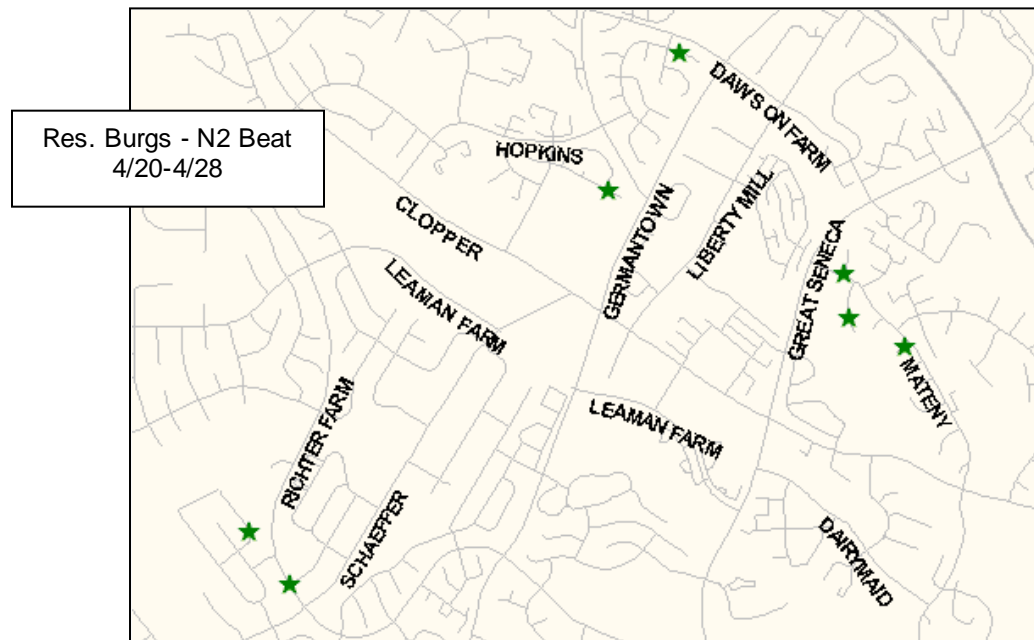 Res. Burgs - N2 Beat
4/20-4/28
DAWSON FARM
HOPKINS
CLOPPER
LIBERTY MILL
GERMANTOWN
GREAT SENECA
LEAMAN FARM
MATENY
RICHTER FARM
LEAMAN FARM
SCHAEFFER
DAIRYMAID